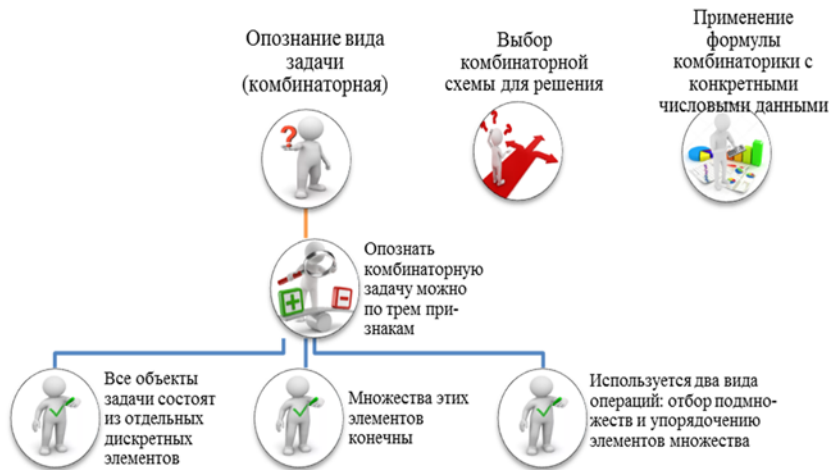 Опознание вида
задачи
(комбинаторная)
Выбор
комбинаторной
схемы для решения
Применение
формулы
комбинаторики с
конкретными
числовыми данными
Опознать
комбинаторную
задачу можно
по трем при-
знакам
Все объекты
задачи состоят
из отдельных
дискретных
элементов
Множества этих
элементов
конечны
Используется два вида
операций: отбор подмно-
жеств и упорядочению
элементов множества